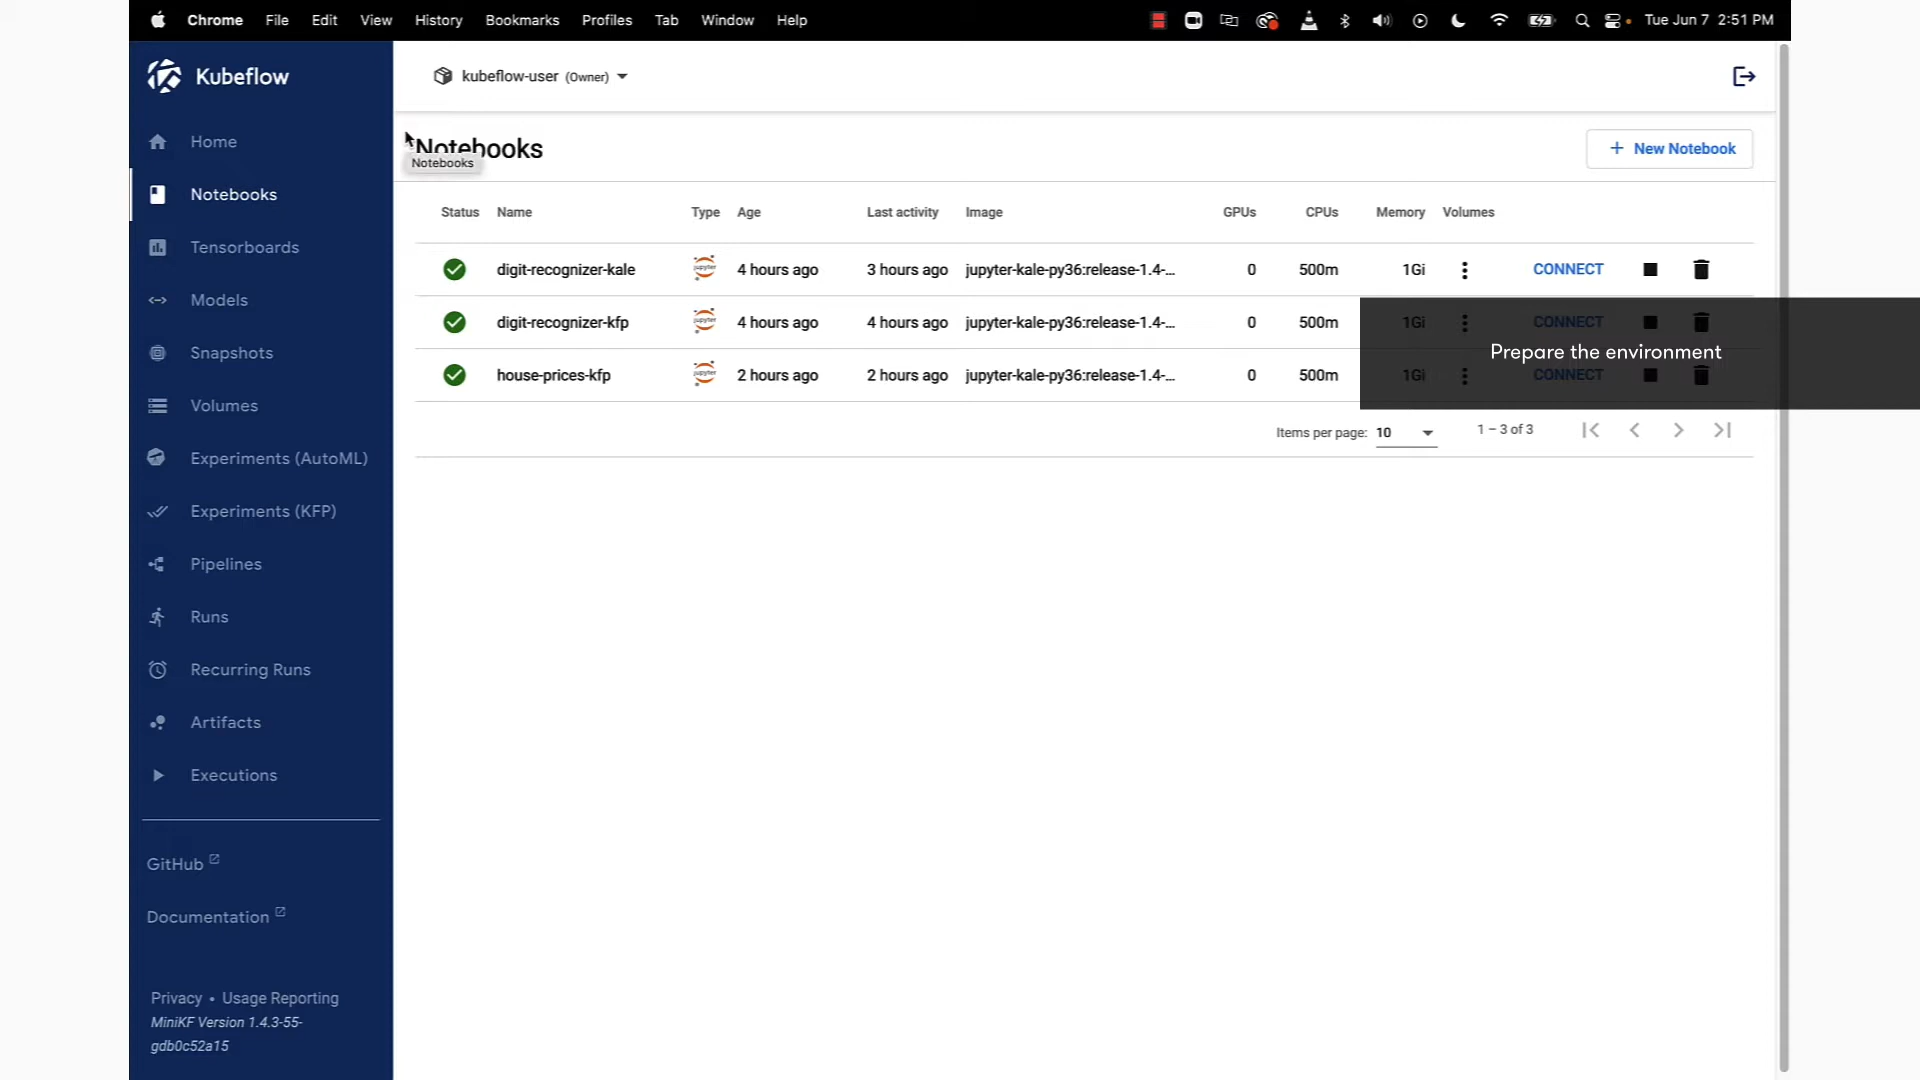 Chrome File Edit View History Bookmarks Profiles Tab Window Help Tue Jun 7 2:51 PM
Kubeflow
kubeflow-user (Owner)
Home
Notebooks
Tensorboards
Models
Snapshots
Volumes
Experiments (AutoML)
Experiments (KFP)
Pipelines
Runs
Recurring Runs
Artifacts
Executions
GitHub
Documentation
Privacy • Usage Reporting
MiniKF Version 1.4.3-55-
gdb0c52a15
Notebooks
Notebooks
+ New Notebook
Status Name Type Age Last activity Image GPUs CPUs Memory Volumes
digit-recognizer-kale jupyter 4 hours ago 3 hours ago jupyter-kale-py36:release-1.4-... 0 500m 1Gi CONNECT
digit-recognizer-kfp jupyter 4 hours ago 4 hours ago jupyter-kale-py36:release-1.4-... 0 500m 1Gi CONNECT
Prepare the environment
house-prices-kfp jupyter 2 hours ago 2 hours ago jupyter-kale-py36:release-1.4-... 0 500m 1Gi CONNECT
Items per page: 10 1 – 3 of 3